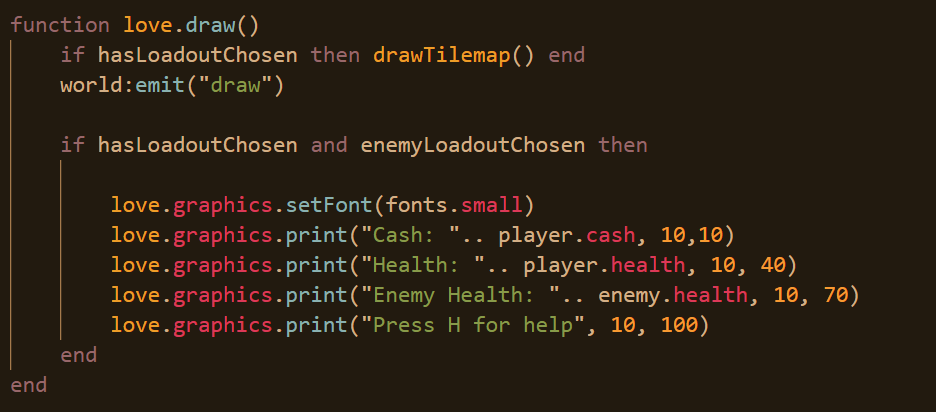 function love.draw()
    if hasLoadoutChosen then drawTilemap() end
    world:emit("draw")

    if hasLoadoutChosen and enemyLoadoutChosen then

        love.graphics.setFont(fonts.small)
        love.graphics.print("Cash: ".. player.cash, 10,10)
        love.graphics.print("Health: ".. player.health, 10, 40)
        love.graphics.print("Enemy Health: ".. enemy.health, 10, 70)
        love.graphics.print("Press H for help", 10, 100)
    end
end